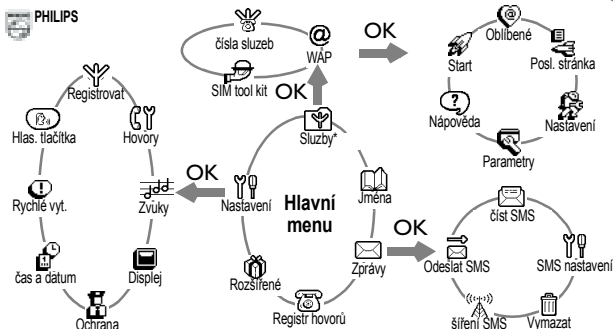 PHILIPS
čísla sluzeb
@
WAP
SIM tool kit
OK
OK
@
Oblíbené
Start
Posl. stránka
?
Nápověda
Nastavení
Parametry
Registrovat
Hlas. tlačítka
Hovory
Rychlé vyt.
Zvuky
čas a datum
Displej
Ochrana
OK
Sluzby*
Nastavení
Hlavní
menu
Jména
Rozšířené
Zprávy
Registr hovorů
OK
číst SMS
Odeslat SMS
SMS nastavení
šíření SMS
Vymazat